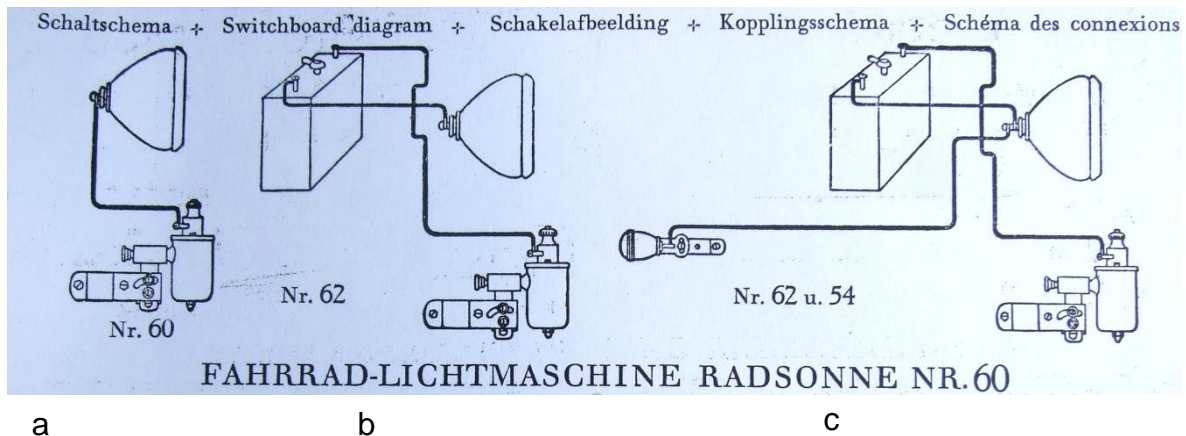 Schaltschema ÷ Switchboard diagram ÷ Schakelafbeelding ÷ Kopplingsschema ÷ Schéma des connexions
Nr. 60
Nr. 62
Nr. 62 u. 54
FAHRRAD-LICHTMASCHINE RADSONNE NR.60
a b c